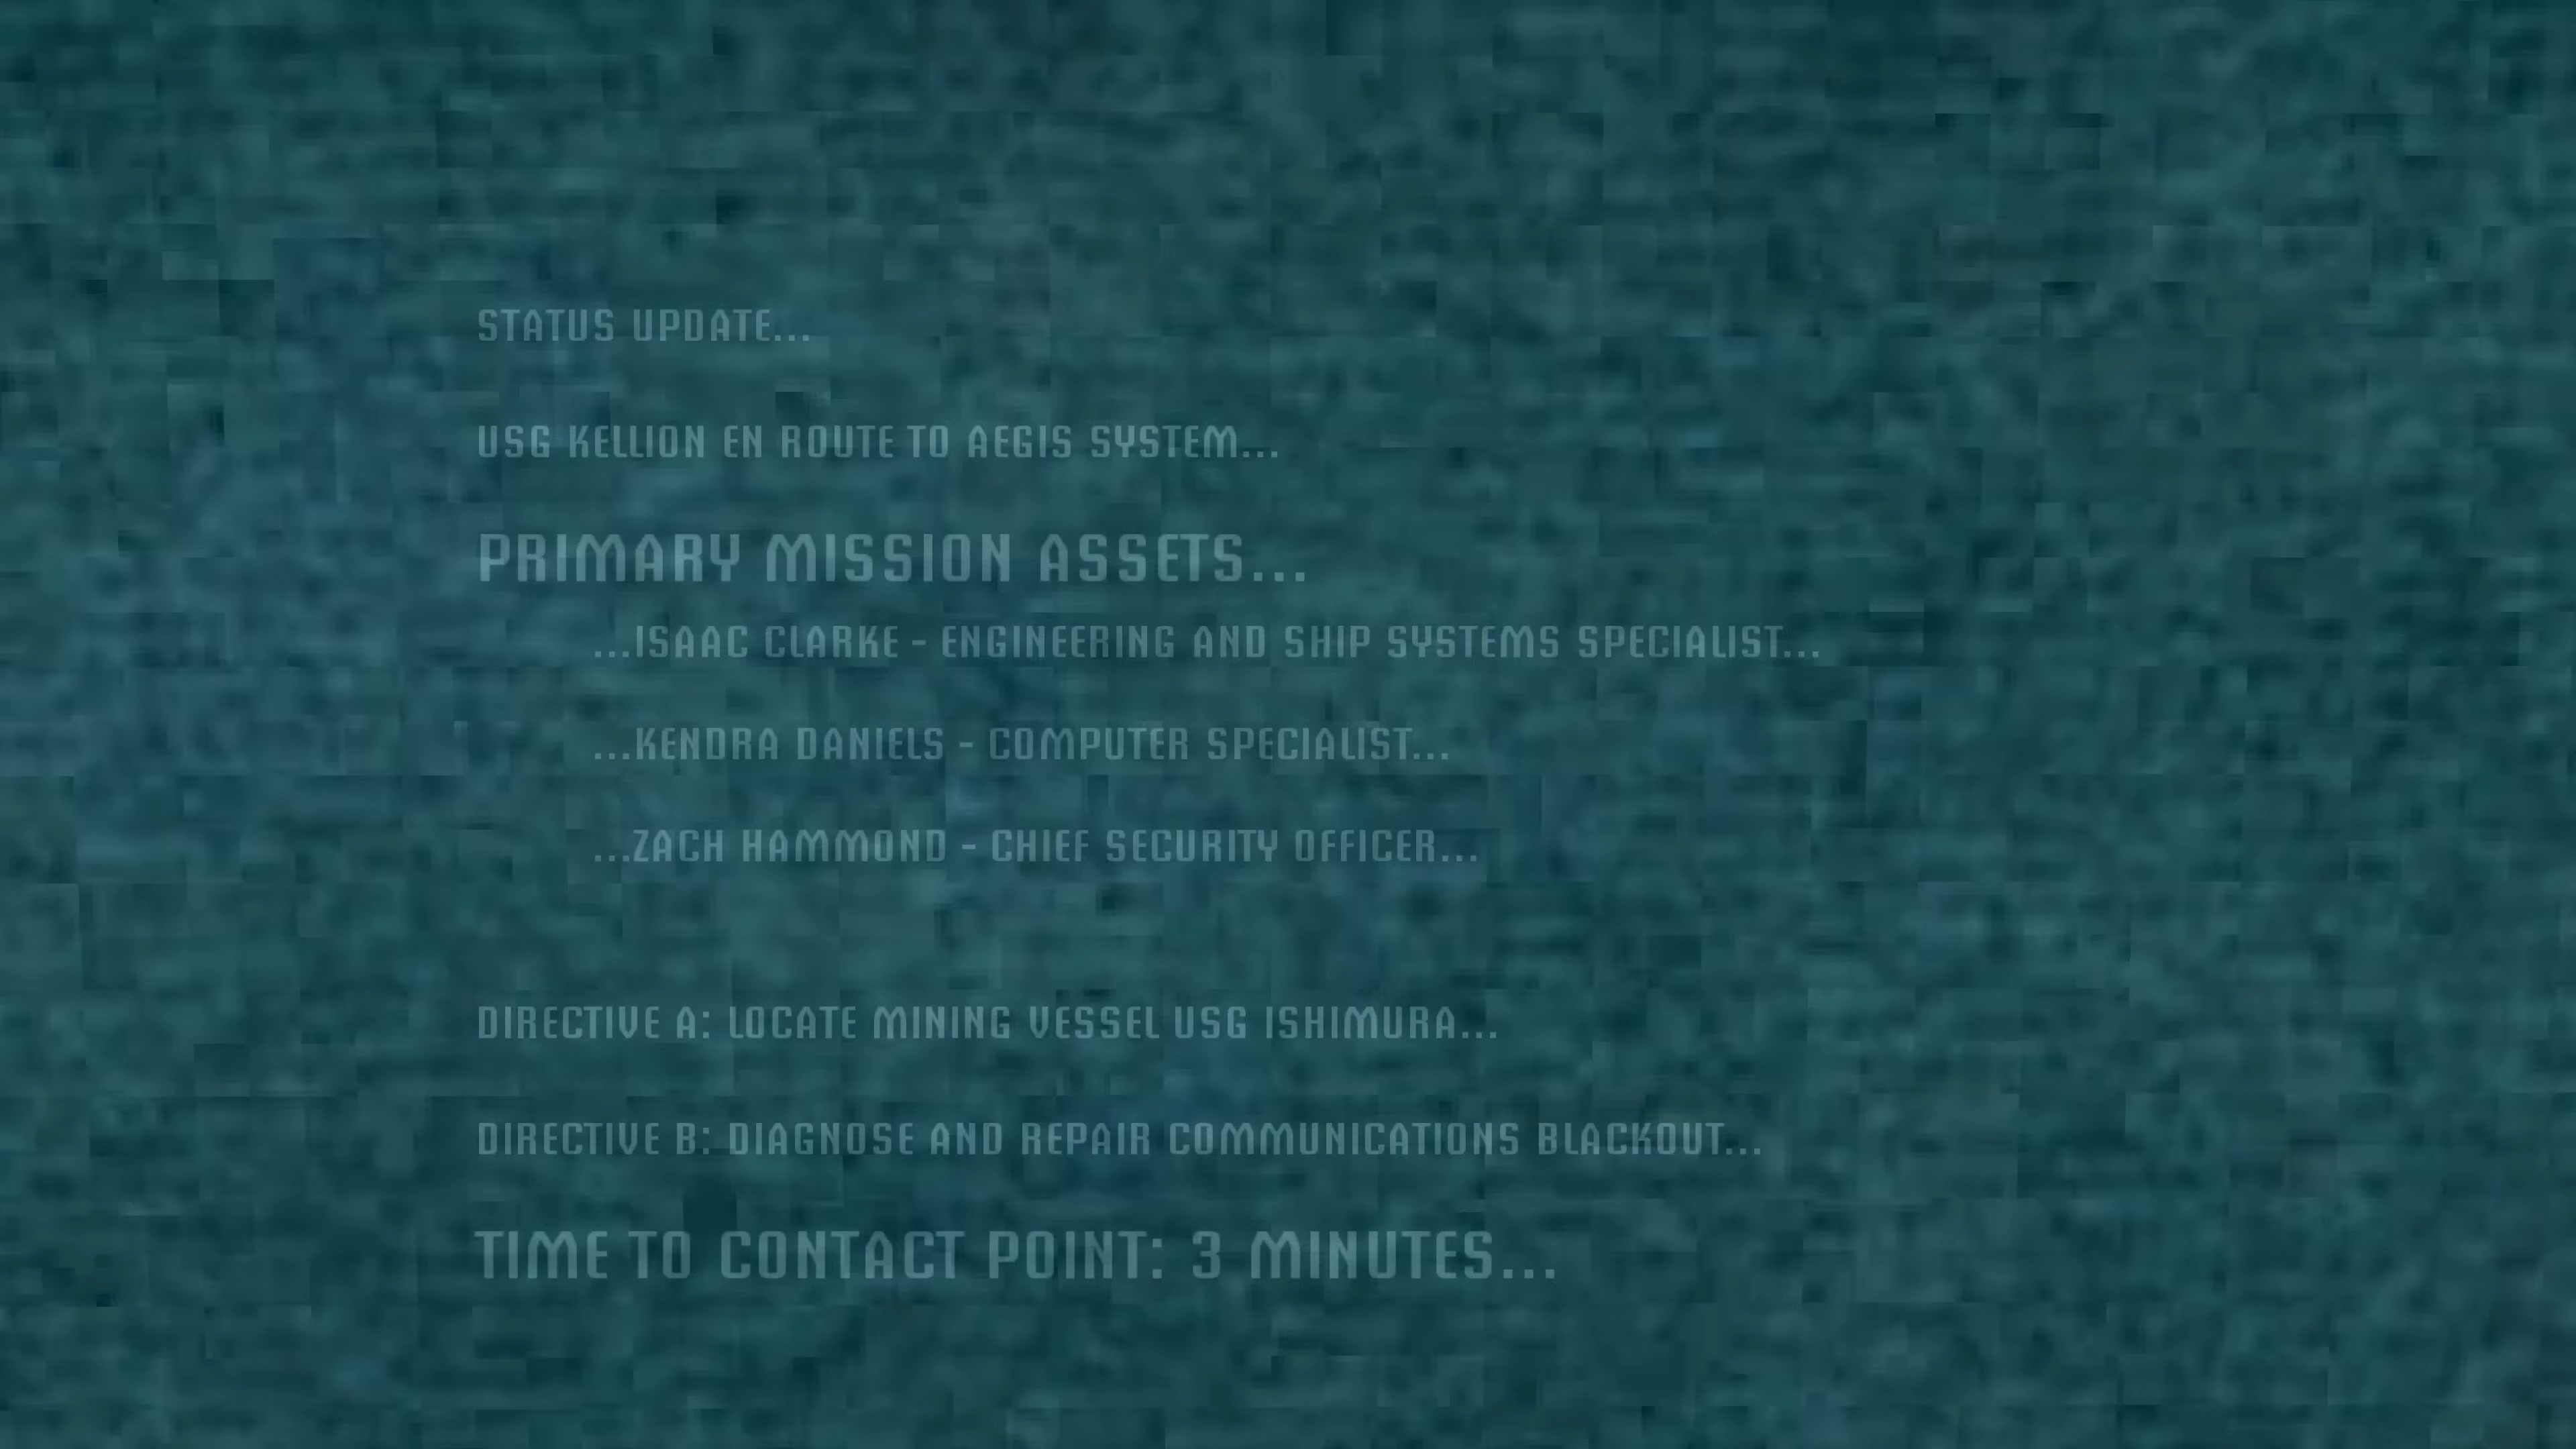 STATUS UPDATE...
USG KELLION EN ROUTE TO AEGIS SYSTEM...
PRIMARY MISSION ASSETS...
...ISAAC CLARKE - ENGINEERING AND SHIP SYSTEMS SPECIALIST...
...KENDRA DANIELS - COMPUTER SPECIALIST...
...ZACH HAMMOND - CHIEF SECURITY OFFICER...
DIRECTIVE A: LOCATE MINING VESSEL USG ISHIMURA...
DIRECTIVE B: DIAGNOSE AND REPAIR COMMUNICATIONS BLACKOUT...
TIME TO CONTACT POINT: 3 MINUTES...